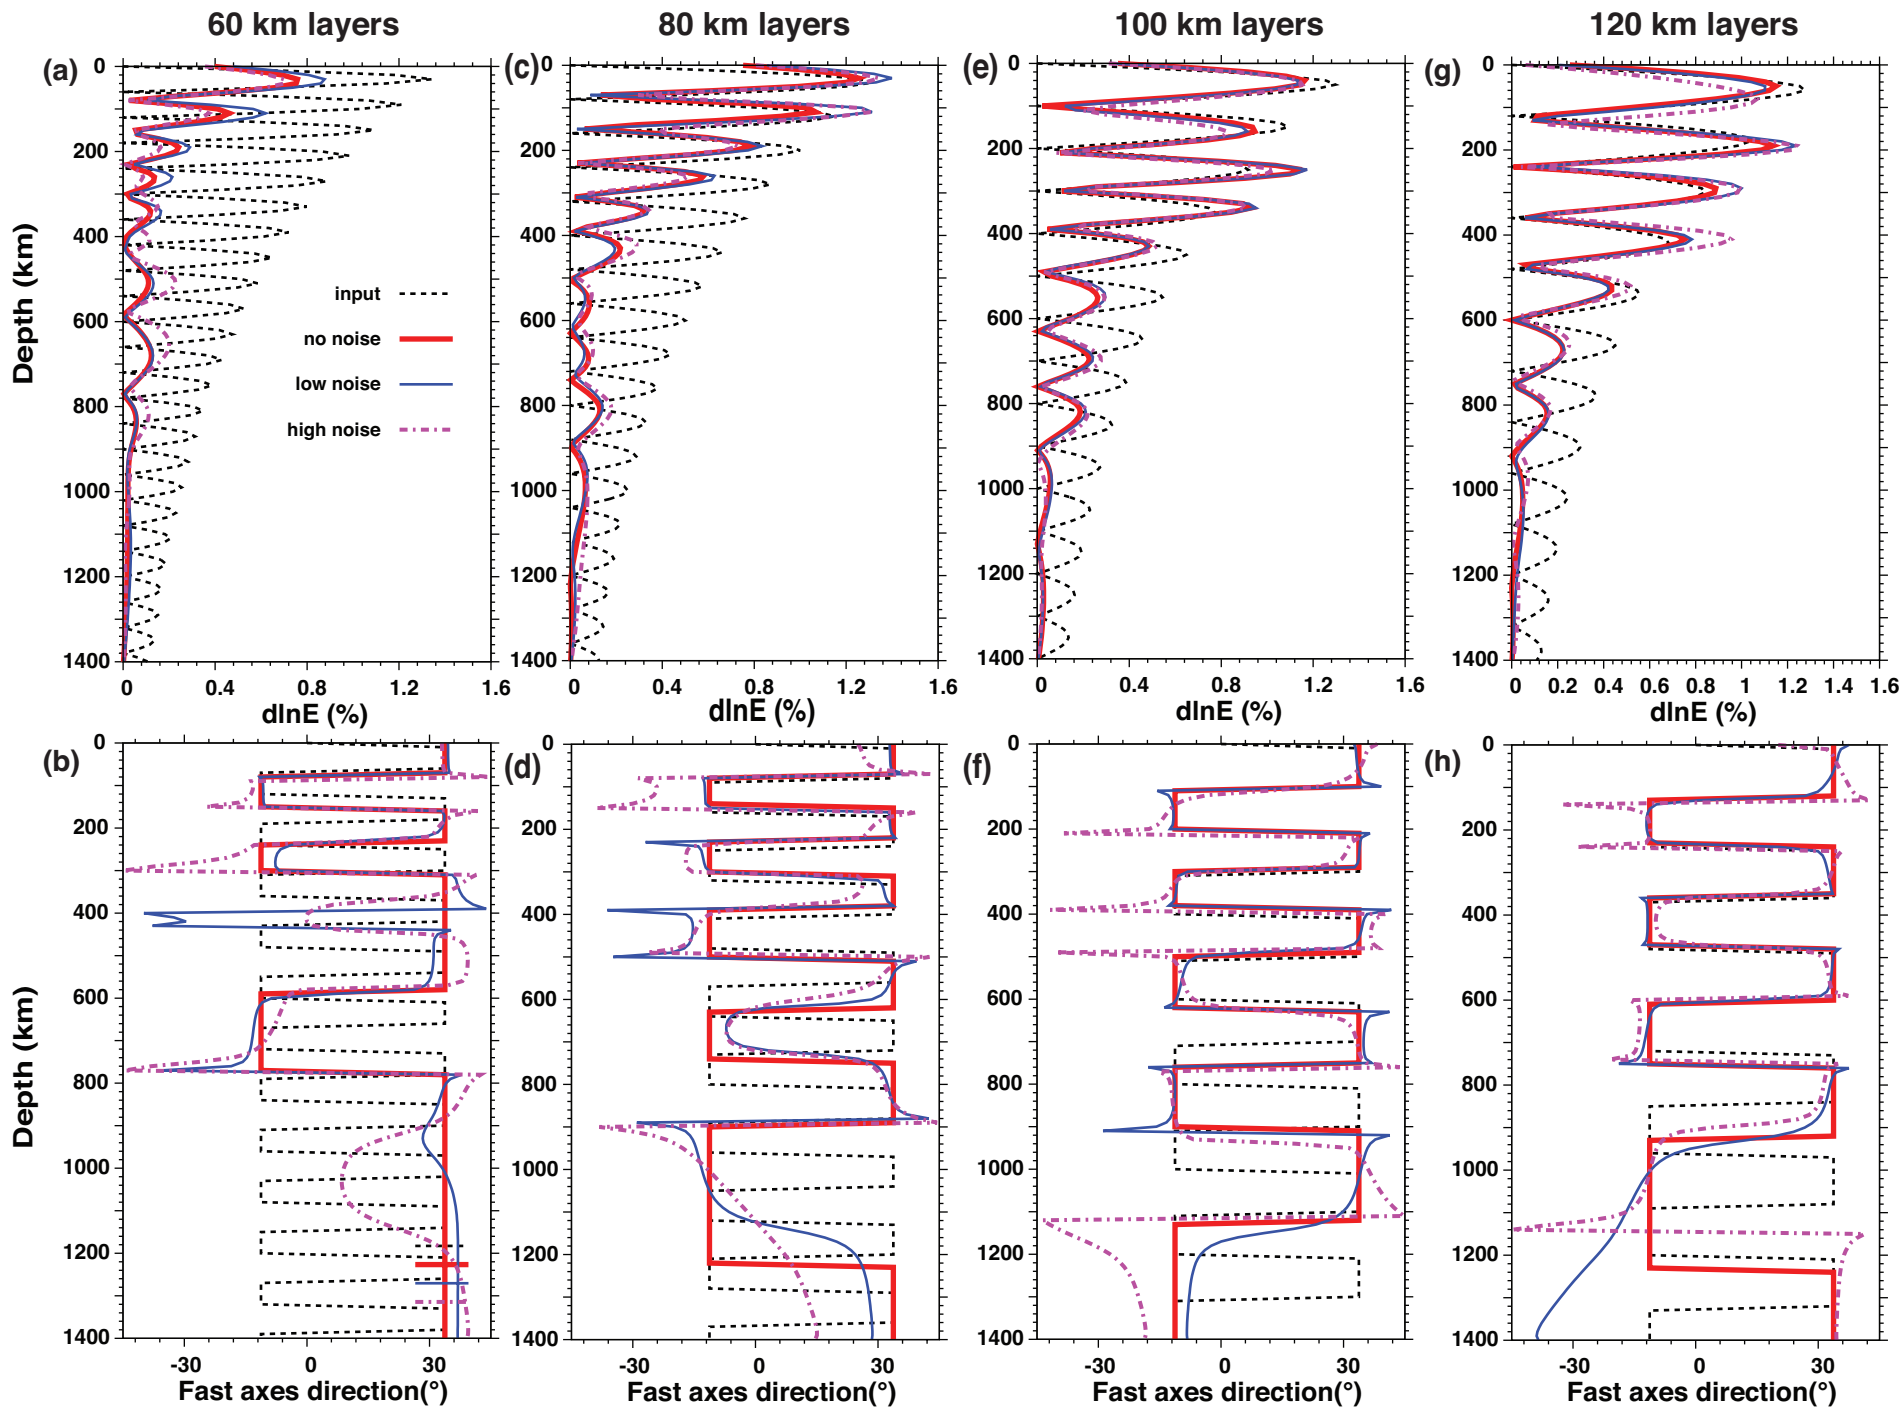 60 km layers
80 km layers
100 km layers
120 km layers
(a)
(c)
(e)
(g)
0
200
400
600
800
1000
1200
1400
0
200
400
600
800
1000
1200
1400
0
200
400
600
800
1000
1200
1400
0
200
400
600
800
1000
1200
1400
Depth (km)
input
no noise
low noise
high noise
0 0.4 0.8 1.2 1.6
0 0.4 0.8 1.2 1.6
0 0.4 0.8 1.2 1.6
0 0.2 0.4 0.6 0.8 1 1.2 1.4 1.6
dlnE (%)
dlnE (%)
dlnE (%)
dlnE (%)
(b)
(d)
(f)
(h)
0
200
400
600
800
1000
1200
1400
0
200
400
600
800
1000
1200
1400
0
200
400
600
800
1000
1200
1400
0
200
400
600
800
1000
1200
1400
Depth (km)
-30 0 30
-30 0 30
-30 0 30
-30 0 30
Fast axes direction(°)
Fast axes direction(°)
Fast axes direction(°)
Fast axes direction(°)